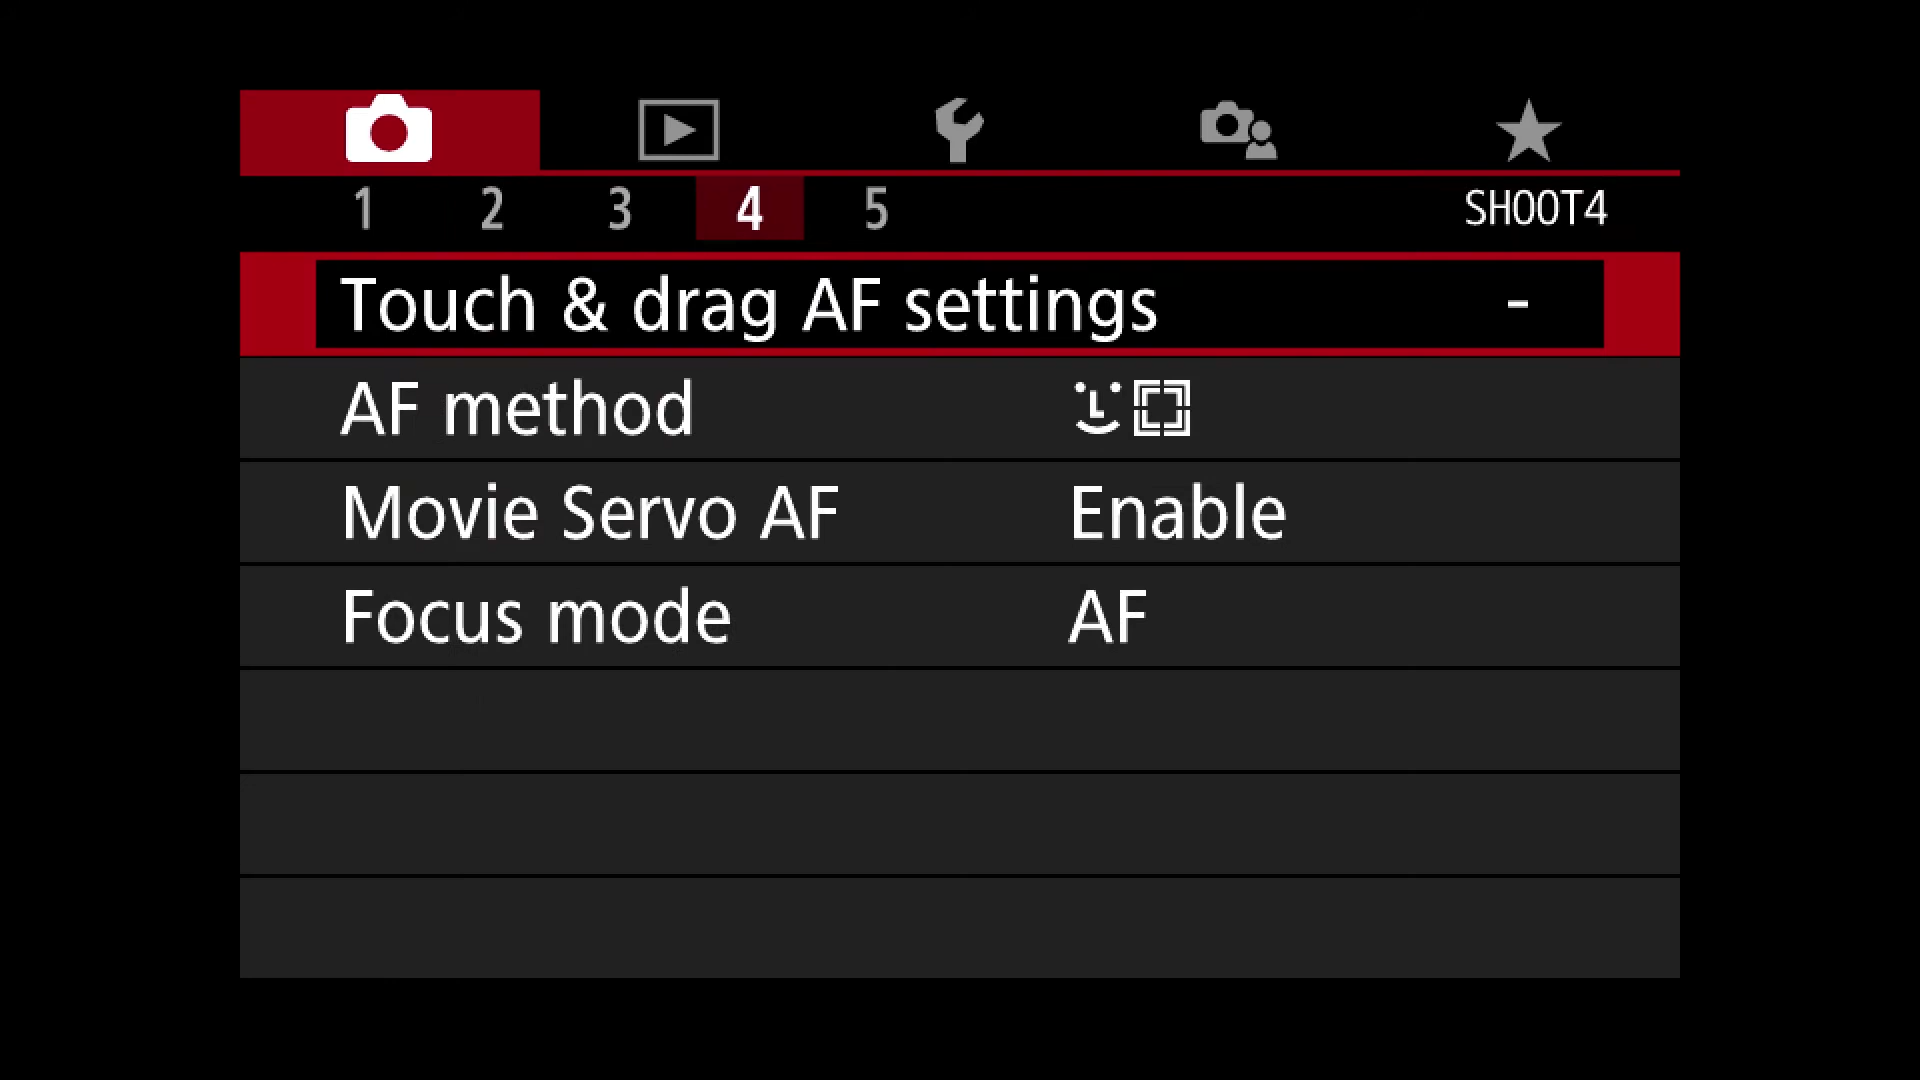 1 2 3 4 5 SHOOT4
Touch & drag AF settings -
AF method
Movie Servo AF Enable
Focus mode AF